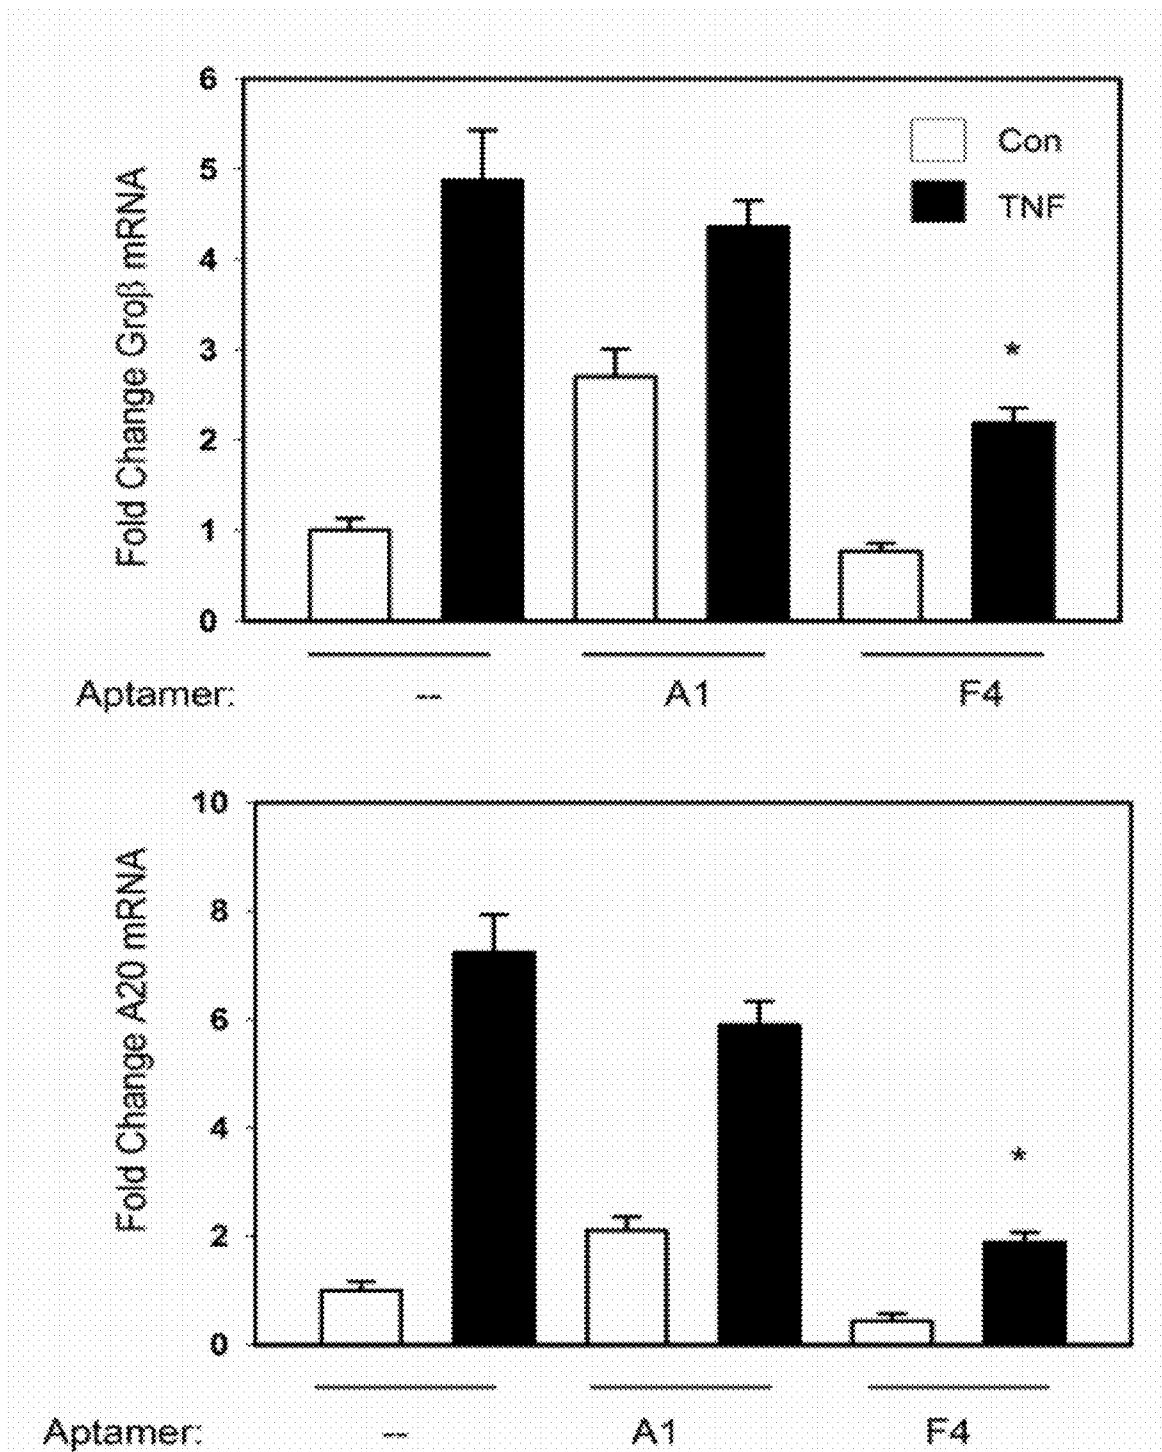 Fold Change Groβ mRNA
6
5
4
3
2
1
0
Con
TNF
*
Aptamer: -- A1 F4
Fold Change A20 mRNA
10
8
6
4
2
0
*
Aptamer: -- A1 F4